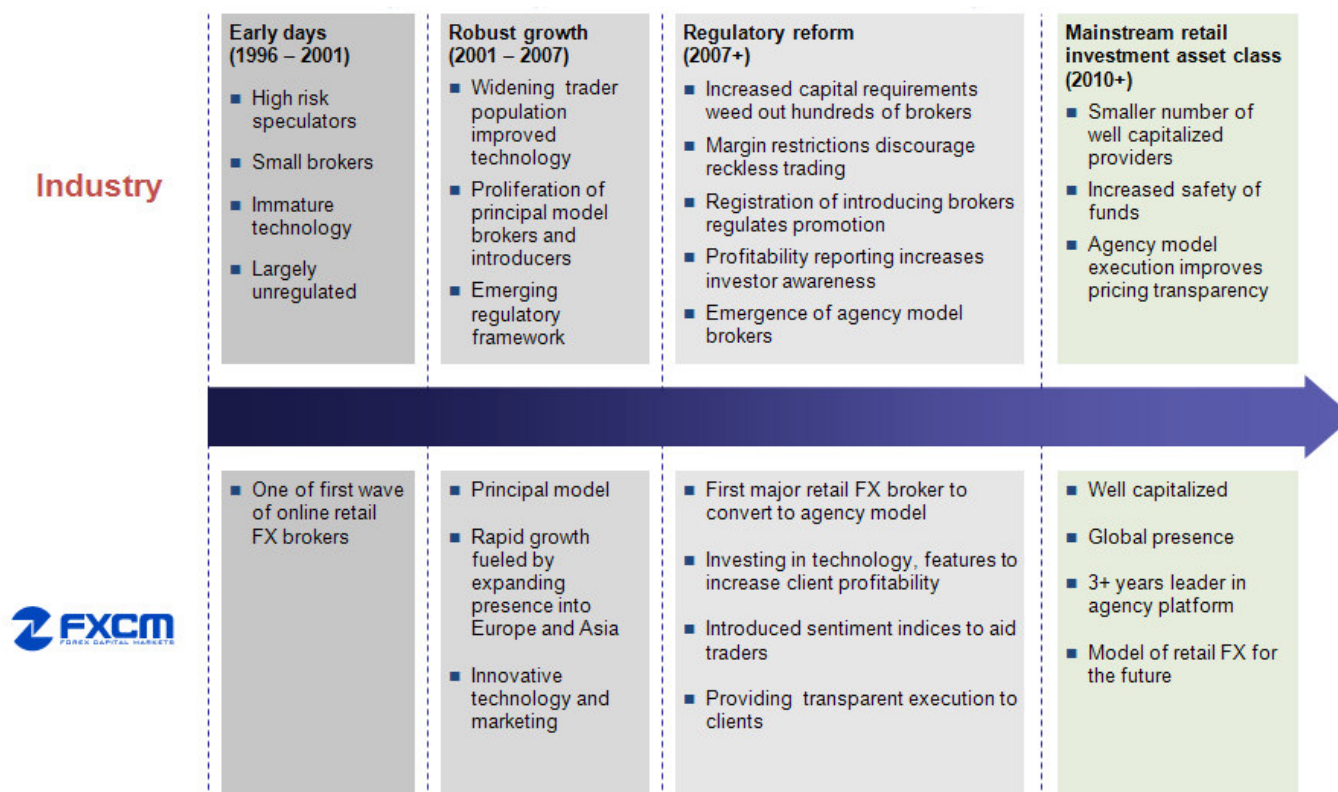 Early days
(1996 – 2001)
High risk
speculators
Small brokers
Immature
technology
Largely
unregulated
Robust growth
(2001 – 2007)
Widening trader
population
improved
technology
Proliferation of
principal model
brokers and
introducers
Emerging
regulatory
framework
Regulatory reform
(2007+)
Increased capital requirements
weed out hundreds of brokers
Margin restrictions discourage
reckless trading
Registration of introducing brokers
regulates promotion
Profitability reporting increases
investor awareness
Emergence of agency model
brokers
Mainstream retail
investment asset class
(2010+)
Smaller number of
well capitalized
providers
Increased safety of
funds
Agency model
execution improves
pricing transparency
Industry
One of first wave
of online retail
FX brokers
Principal model
Rapid growth
fueled by
expanding
presence into
Europe and Asia
Innovative
technology and
marketing
First major retail FX broker to
convert to agency model
Investing in technology, features to
increase client profitability
Introduced sentiment indices to aid
traders
Providing transparent execution to
clients
Well capitalized
Global presence
3+ years leader in
agency platform
Model of retail FX for
the future
FXCM
FOREX CAPITAL MARKETS